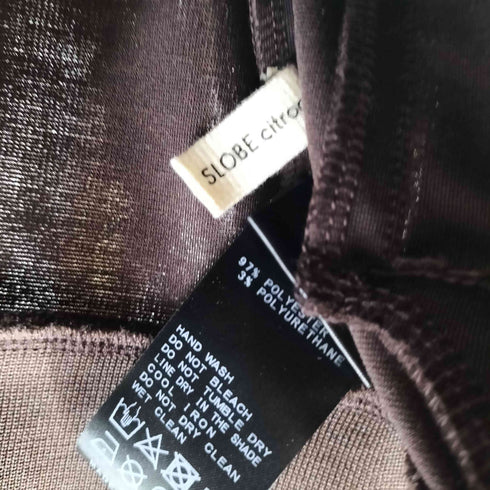 SLOBE citron
97% POLYESTER
3% POLYURETHANE
HAND WASH
DO NOT BLEACH
DO NOT TUMBLE DRY
LINE DRY IN THE SHADE
COOL IRON
DO NOT DRY CLEAN
WET CLEAN